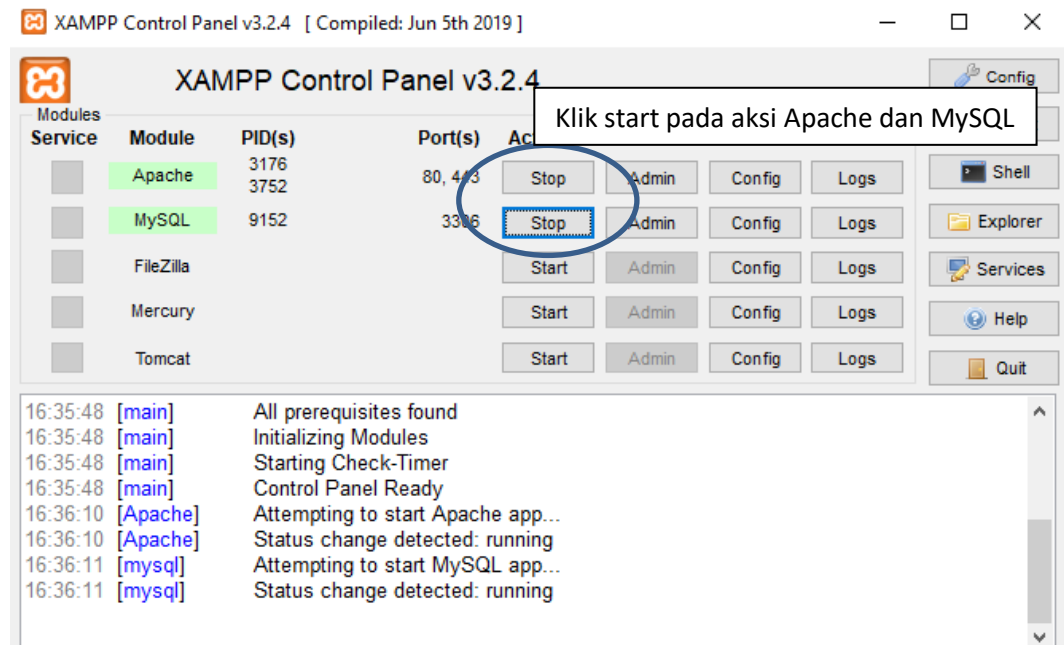 XAMPP Control Panel v3.2.4 [ Compiled: Jun 5th 2019 ]
XAMPP Control Panel v3.2.4
Config
Klik start pada aksi Apache dan MySQL
Modules
Service Module PID(s) Port(s)
Apache 3176 3752 80, 443 Stop Admin Config Logs
Shell
MySQL 9152 3306 Stop Admin Config Logs
Explorer
FileZilla Start Admin Config Logs
Services
Mercury Start Admin Config Logs
Help
Tomcat Start Admin Config Logs
Quit
16:35:48 [main] All prerequisites found
16:35:48 [main] Initializing Modules
16:35:48 [main] Starting Check-Timer
16:35:48 [main] Control Panel Ready
16:36:10 [Apache] Attempting to start Apache app...
16:36:10 [Apache] Status change detected: running
16:36:11 [mysql] Attempting to start MySQL app...
16:36:11 [mysql] Status change detected: running